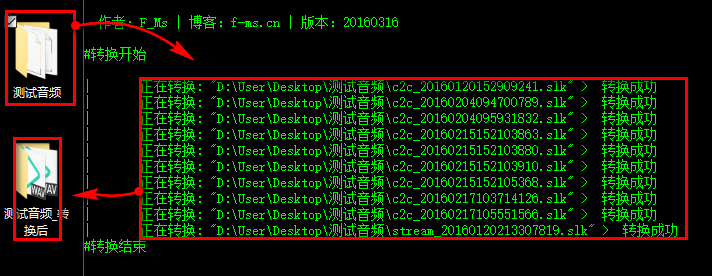 作者: F_Ms | 博客: f-ms.cn | 版本: 20160316
#转换开始
测试音频
正在转换: "D:\User\Desktop\测试音频\c2c_20160120152909241.slk" > 转换成功
正在转换: "D:\User\Desktop\测试音频\c2c_20160204094700789.slk" > 转换成功
正在转换: "D:\User\Desktop\测试音频\c2c_20160204095931832.slk" > 转换成功
正在转换: "D:\User\Desktop\测试音频\c2c_20160215152103863.slk" > 转换成功
正在转换: "D:\User\Desktop\测试音频\c2c_20160215152103880.slk" > 转换成功
正在转换: "D:\User\Desktop\测试音频\c2c_20160215152103910.slk" > 转换成功
正在转换: "D:\User\Desktop\测试音频\c2c_20160215152105368.slk" > 转换成功
正在转换: "D:\User\Desktop\测试音频\c2c_20160217103714126.slk" > 转换成功
正在转换: "D:\User\Desktop\测试音频\c2c_20160217105551566.slk" > 转换成功
正在转换: "D:\User\Desktop\测试音频\stream_20160120213307819.slk" > 转换成功
测试音频_转
换后
#转换结束